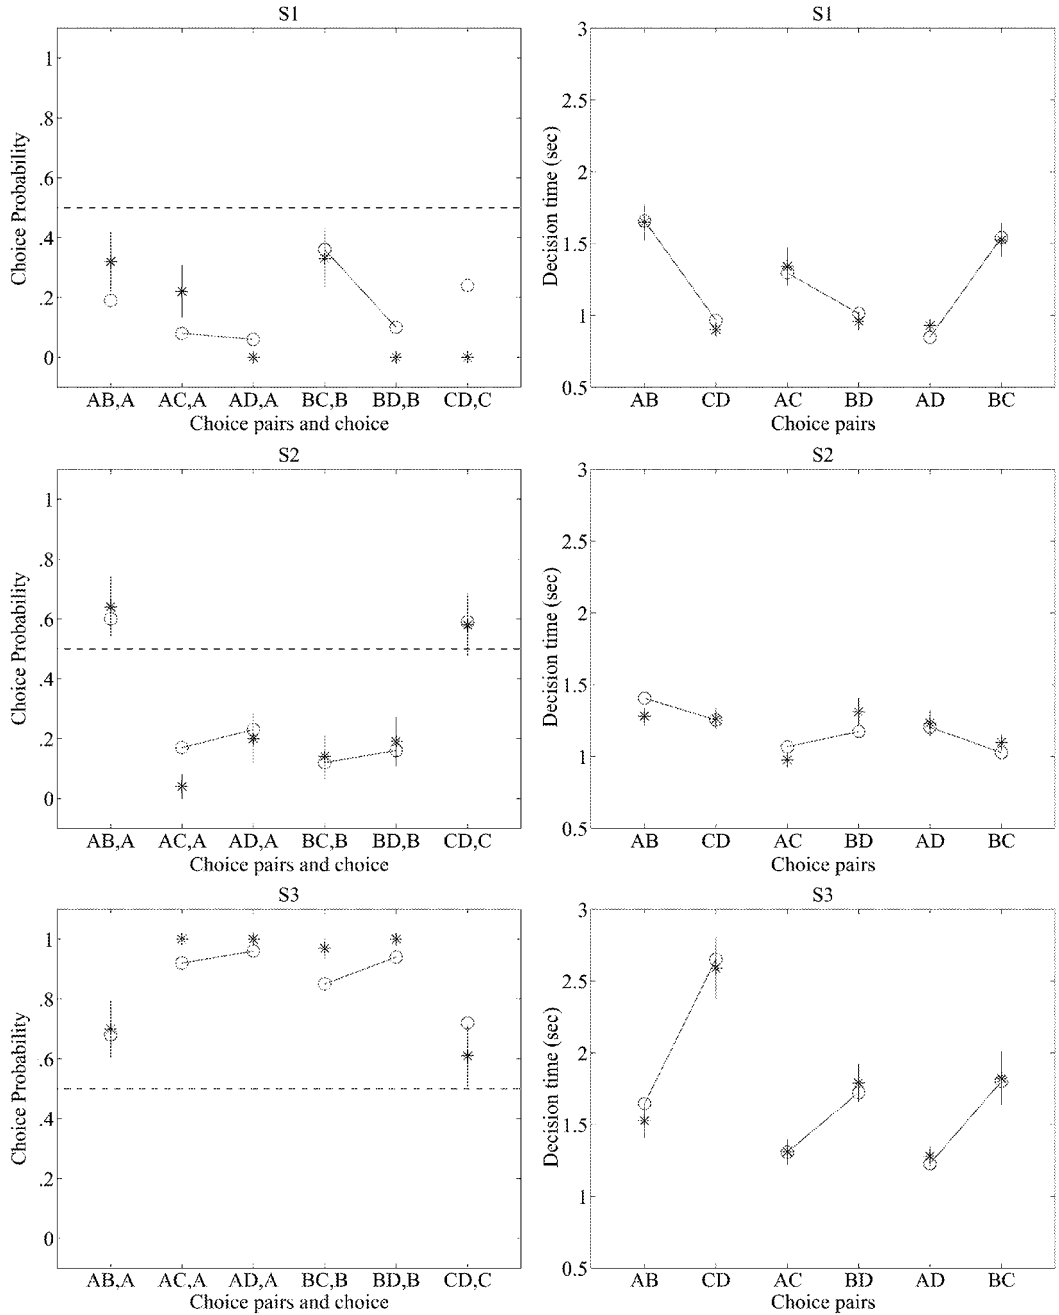 S1
Choice Probability
1
.8
.6
.4
.2
0
AB,A AC,A AD,A BC,B BD,B CD,C
Choice pairs and choice
S1
Decision time (sec)
3
2.5
2
1.5
1
0.5
AB CD AC BD AD BC
Choice pairs
S2
Choice Probability
1
.8
.6
.4
.2
0
AB,A AC,A AD,A BC,B BD,B CD,C
Choice pairs and choice
S2
Decision time (sec)
3
2.5
2
1.5
1
0.5
AB CD AC BD AD BC
Choice pairs
S3
Choice Probability
1
.8
.6
.4
.2
0
AB,A AC,A AD,A BC,B BD,B CD,C
Choice pairs and choice
S3
Decision time (sec)
3
2.5
2
1.5
1
0.5
AB CD AC BD AD BC
Choice pairs